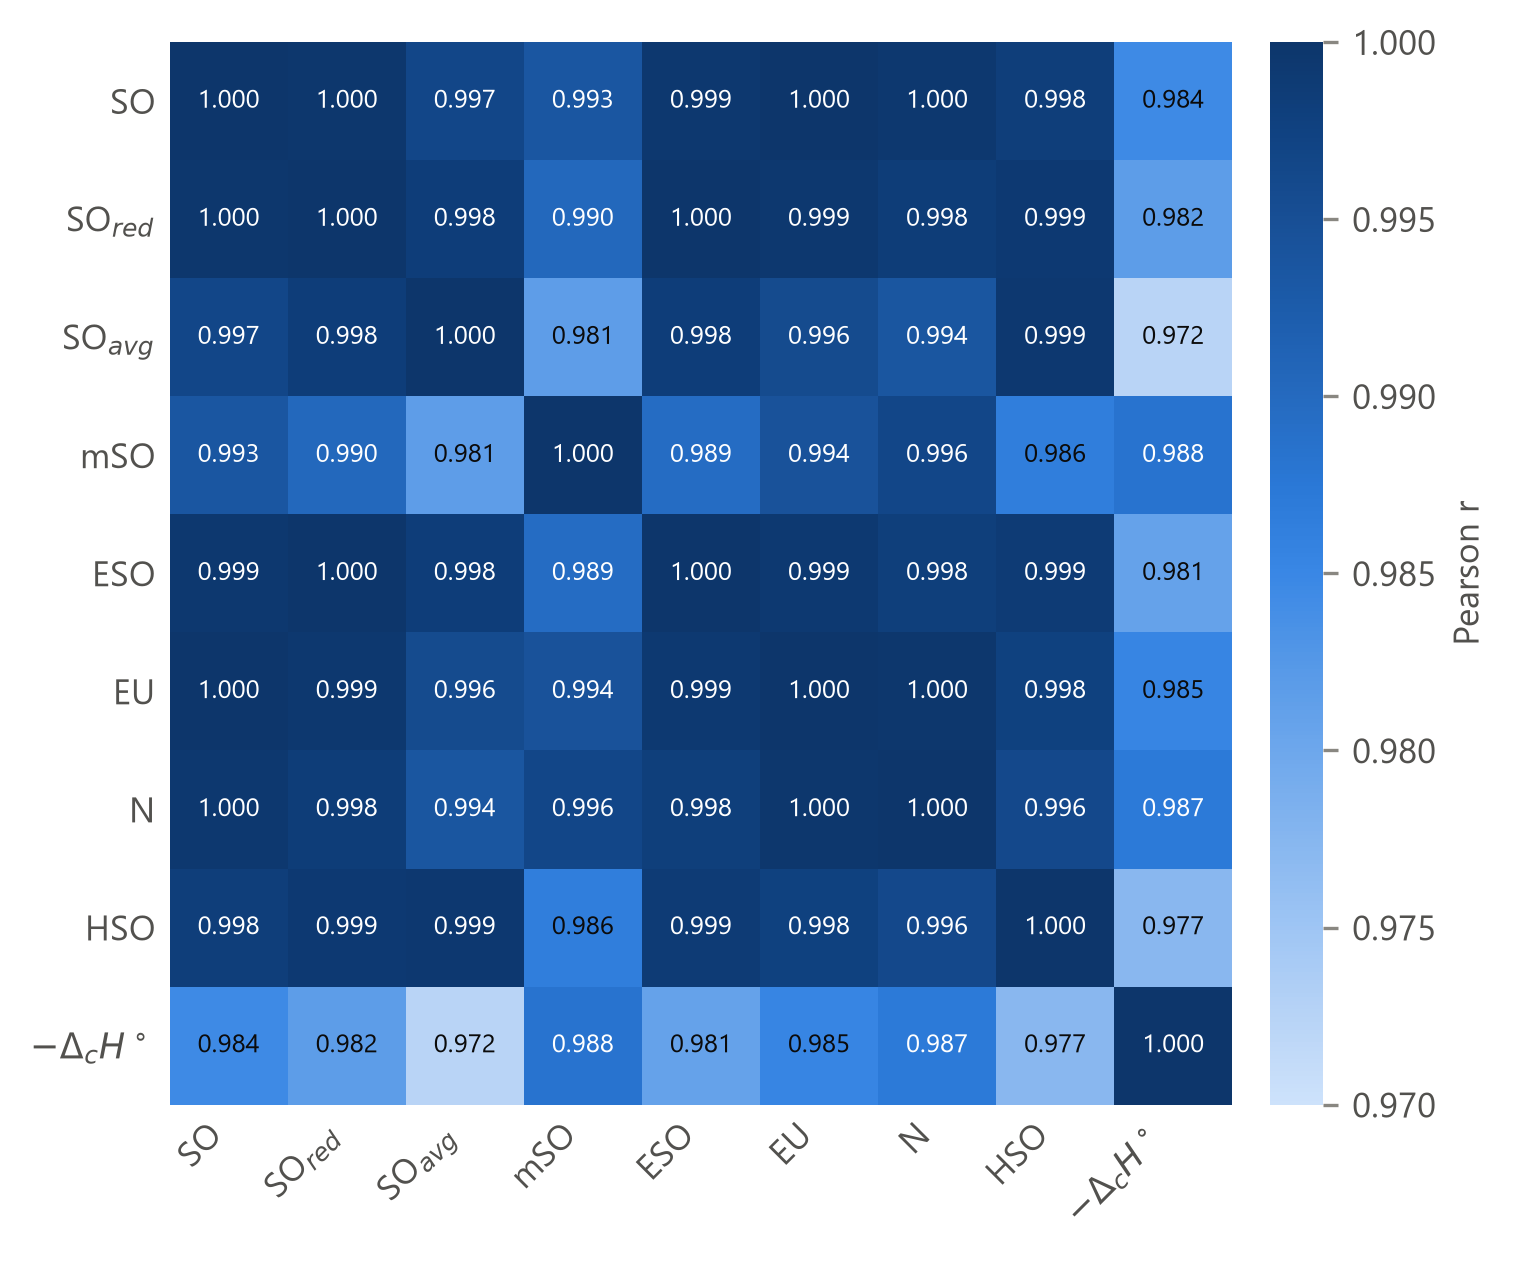 SO 1.000 1.000 0.997 0.993 0.999 1.000 1.000 0.998 0.984
SO_red 1.000 1.000 0.998 0.990 1.000 0.999 0.998 0.999 0.982
SO_avg 0.997 0.998 1.000 0.981 0.998 0.996 0.994 0.999 0.972
mSO 0.993 0.990 0.981 1.000 0.989 0.994 0.996 0.986 0.988
ESO 0.999 1.000 0.998 0.989 1.000 0.999 0.998 0.999 0.981
EU 1.000 0.999 0.996 0.994 0.999 1.000 1.000 0.998 0.985
N 1.000 0.998 0.994 0.996 0.998 1.000 1.000 0.996 0.987
HSO 0.998 0.999 0.999 0.986 0.999 0.998 0.996 1.000 0.977
−Δ_cH° 0.984 0.982 0.972 0.988 0.981 0.985 0.987 0.977 1.000
SO SO_red SO_avg mSO ESO EU N HSO −Δ_cH°
1.000
0.995
0.990
0.985
0.980
0.975
0.970
Pearson r